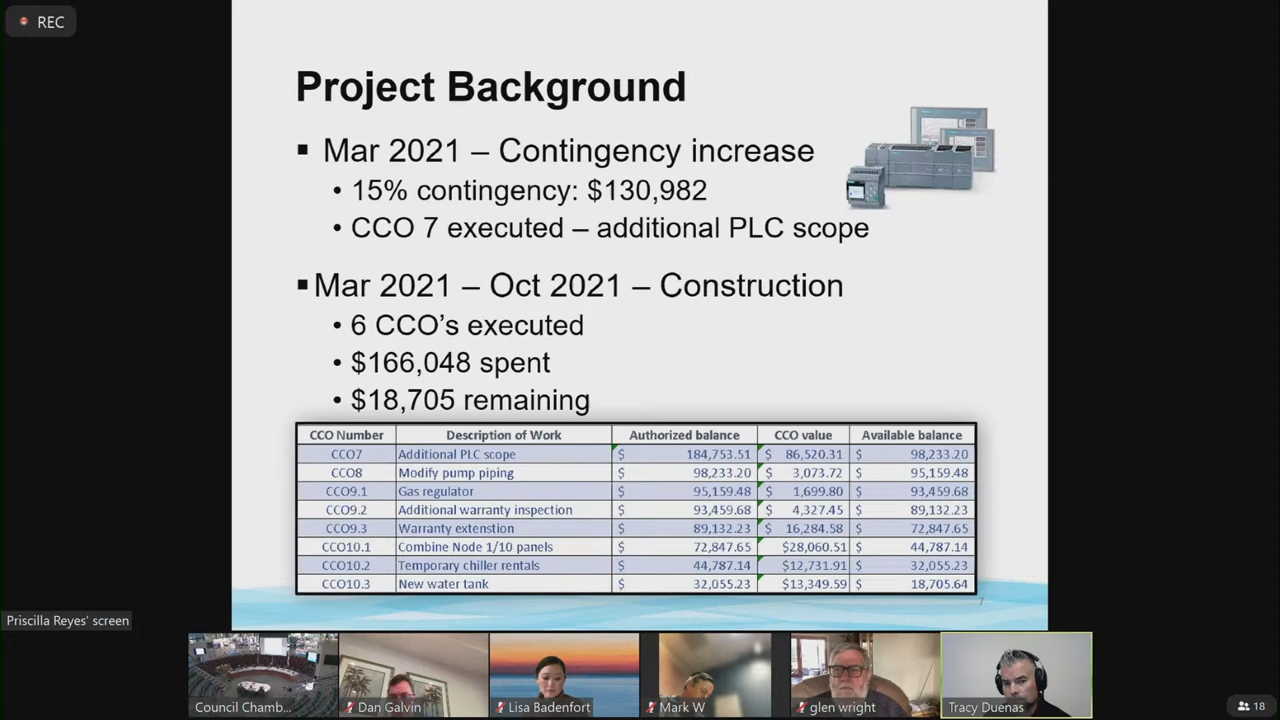 REC
Project Background
▪ Mar 2021 – Contingency increase
• 15% contingency: $130,982
• CCO 7 executed – additional PLC scope
▪ Mar 2021 – Oct 2021 – Construction
• 6 CCO’s executed
• $166,048 spent
• $18,705 remaining
CCO Number Description of Work Authorized balance CCO value Available balance
CCO7 Additional PLC scope $ 184,753.51 $ 86,520.31 $ 98,233.20
CCO8 Modify pump piping $ 98,233.20 $ 3,073.72 $ 95,159.48
CCO9.1 Gas regulator $ 95,159.48 $ 1,699.80 $ 93,459.68
CCO9.2 Additional warranty inspection $ 93,459.68 $ 4,327.45 $ 89,132.23
CCO9.3 Warranty extenstion $ 89,132.23 $ 16,284.58 $ 72,847.65
CCO10.1 Combine Node 1/10 panels $ 72,847.65 $28,060.51 $ 44,787.14
CCO10.2 Temporary chiller rentals $ 44,787.14 $12,731.91 $ 32,055.23
CCO10.3 New water tank $ 32,055.23 $13,349.59 $ 18,705.64
7
Priscilla Reyes' screen
Council Chamb... Dan Galvin Lisa Badenfort Mark W glen wright Tracy Duenas
18